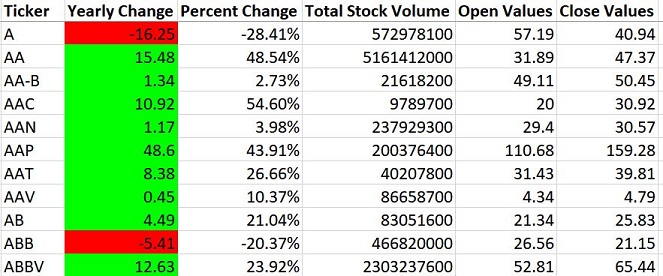 Ticker Yearly Change Percent Change Total Stock Volume Open Values Close Values
A -16.25 -28.41% 572978100 57.19 40.94
AA 15.48 48.54% 5161412000 31.89 47.37
AA-B 1.34 2.73% 21618200 49.11 50.45
AAC 10.92 54.60% 9789700 20 30.92
AAN 1.17 3.98% 237929300 29.4 30.57
AAP 48.6 43.91% 200376400 110.68 159.28
AAT 8.38 26.66% 40207800 31.43 39.81
AAV 0.45 10.37% 86658700 4.34 4.79
AB 4.49 21.04% 83051600 21.34 25.83
ABB -5.41 -20.37% 466820000 26.56 21.15
ABBV 12.63 23.92% 2303237600 52.81 65.44